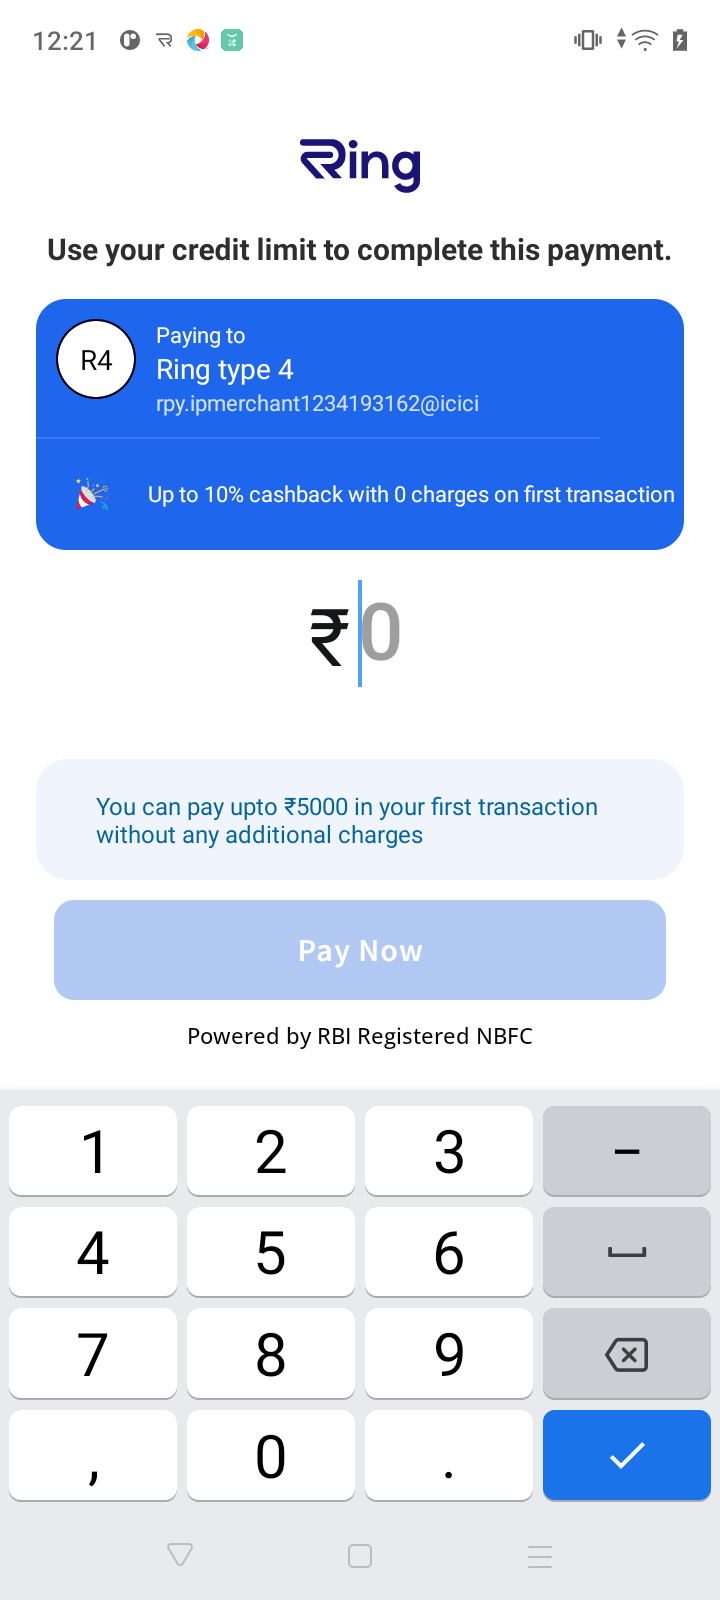 12:21
Ring
Use your credit limit to complete this payment.
R4
Paying to
Ring type 4
rpy.ipmerchant1234193162@icici
Up to 10% cashback with 0 charges on first transaction
₹0
You can pay upto ₹5000 in your first transaction
without any additional charges
Pay Now
Powered by RBI Registered NBFC
1 2 3 –
4 5 6
7 8 9
, 0 .